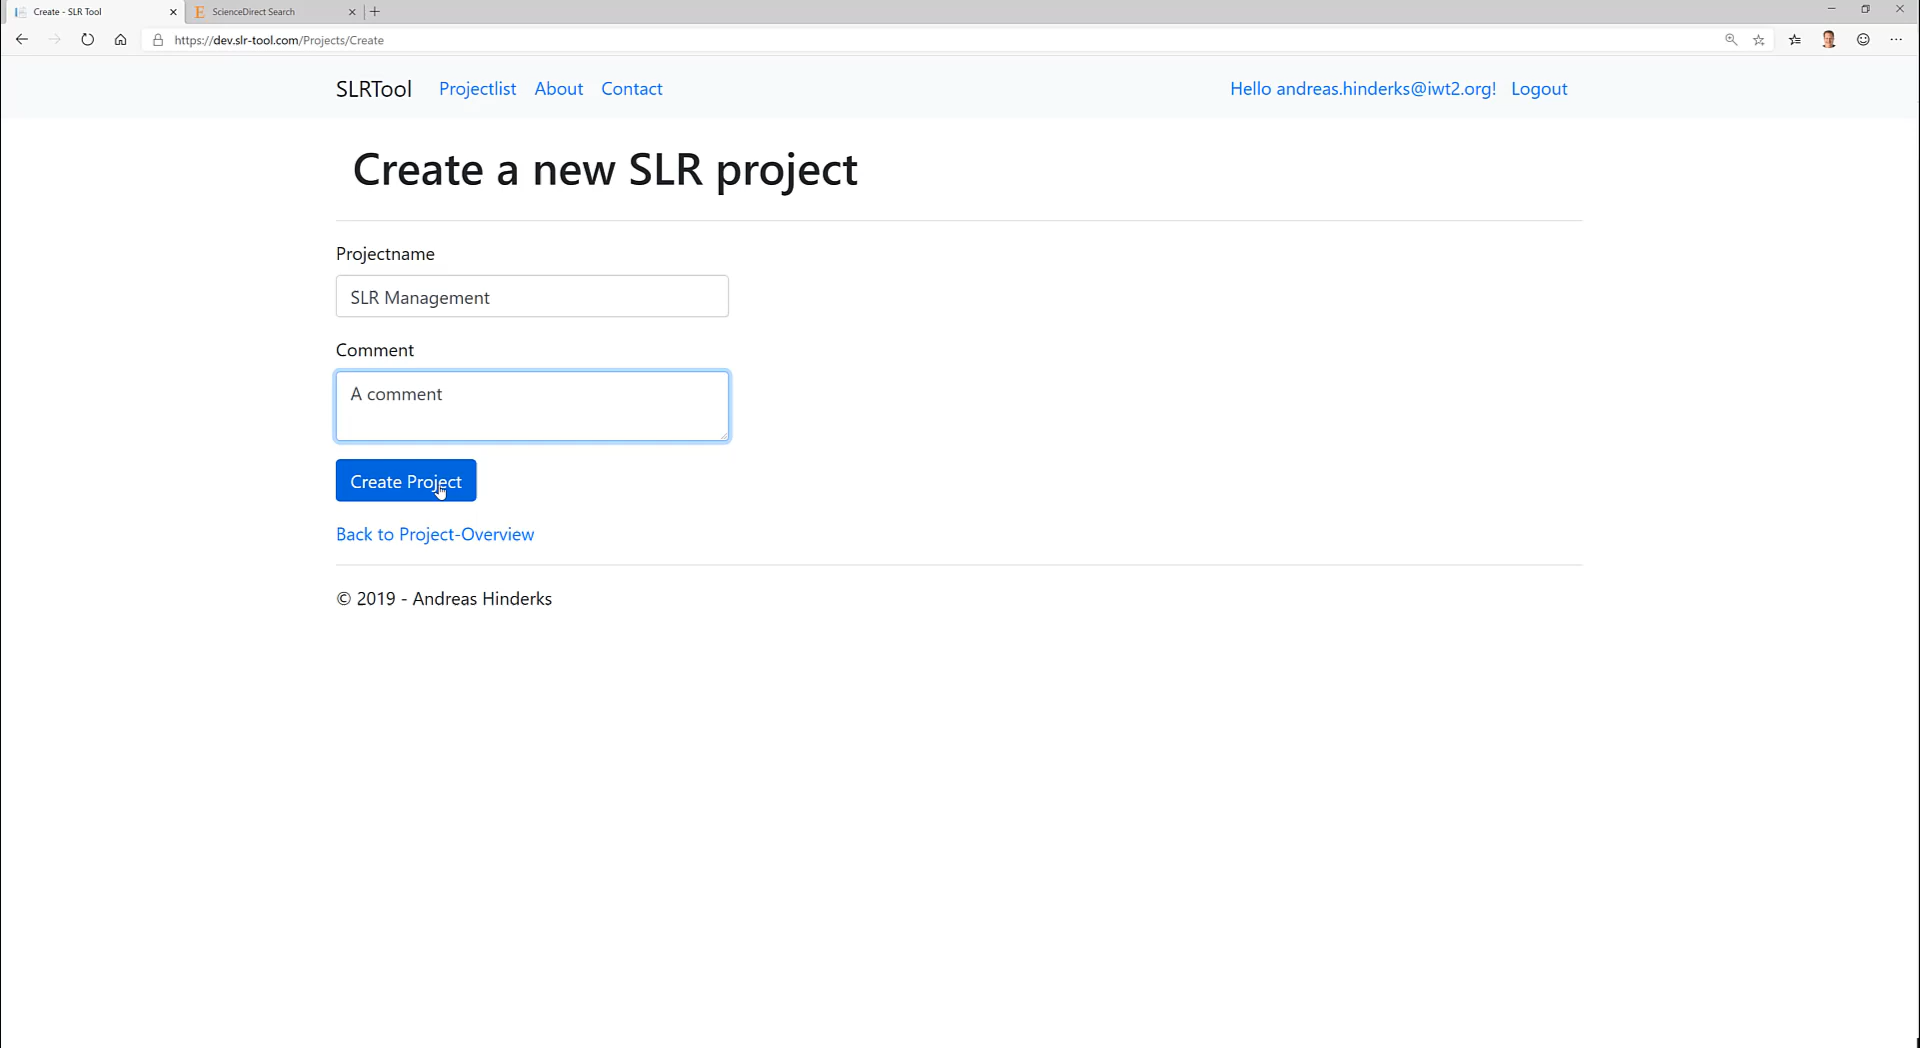 Create - SLR Tool
ScienceDirect Search
https://dev.slr-tool.com/Projects/Create
SLRTool Projectlist About Contact Hello andreas.hinderks@iwt2.org! Logout
Create a new SLR project
Projectname
SLR Management
Comment
A comment
Create Project
Back to Project-Overview
© 2019 - Andreas Hinderks